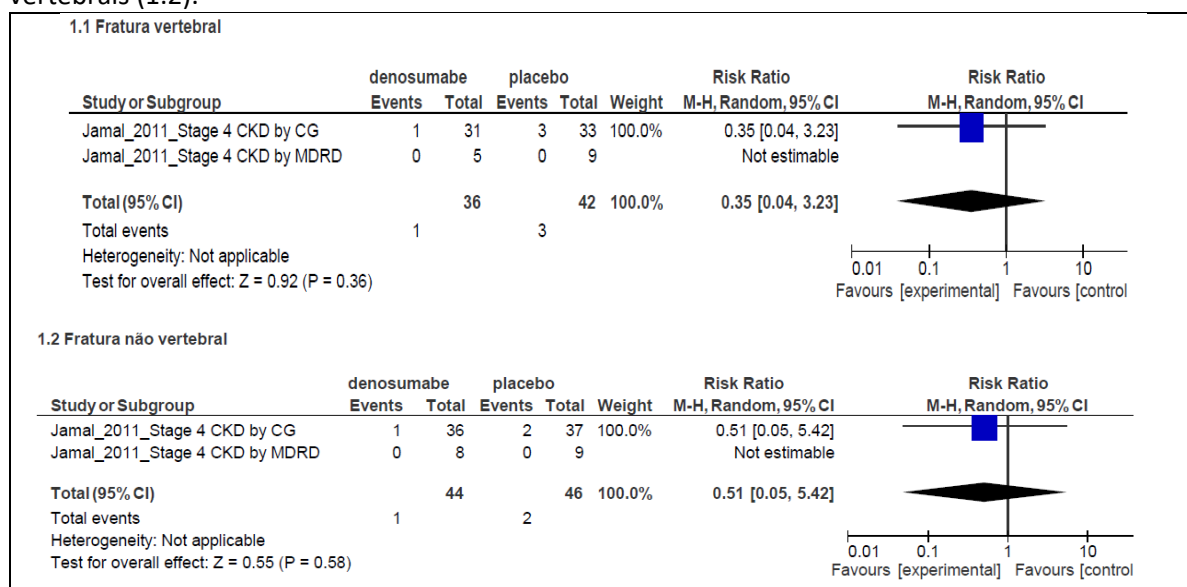 vertebrais (1.2).
1.1 Fratura vertebral
denosumabe placebo Risk Ratio Risk Ratio
Study or Subgroup Events Total Events Total Weight M-H, Random, 95% CI M-H, Random, 95% CI
Jamal_2011_Stage 4 CKD by CG 1 31 3 33 100.0% 0.35 [0.04, 3.23]
Jamal_2011_Stage 4 CKD by MDRD 0 5 0 9 Not estimable
Total (95% CI) 36 42 100.0% 0.35 [0.04, 3.23]
Total events 1 3
Heterogeneity: Not applicable
Test for overall effect: Z = 0.92 (P = 0.36)
0.01 0.1 1 10
Favours [experimental] Favours [control
1.2 Fratura não vertebral
denosumabe placebo Risk Ratio Risk Ratio
Study or Subgroup Events Total Events Total Weight M-H, Random, 95% CI M-H, Random, 95% CI
Jamal_2011_Stage 4 CKD by CG 1 36 2 37 100.0% 0.51 [0.05, 5.42]
Jamal_2011_Stage 4 CKD by MDRD 0 8 0 9 Not estimable
Total (95% CI) 44 46 100.0% 0.51 [0.05, 5.42]
Total events 1 2
Heterogeneity: Not applicable
Test for overall effect: Z = 0.55 (P = 0.58)
0.01 0.1 1 10
Favours [experimental] Favours [control